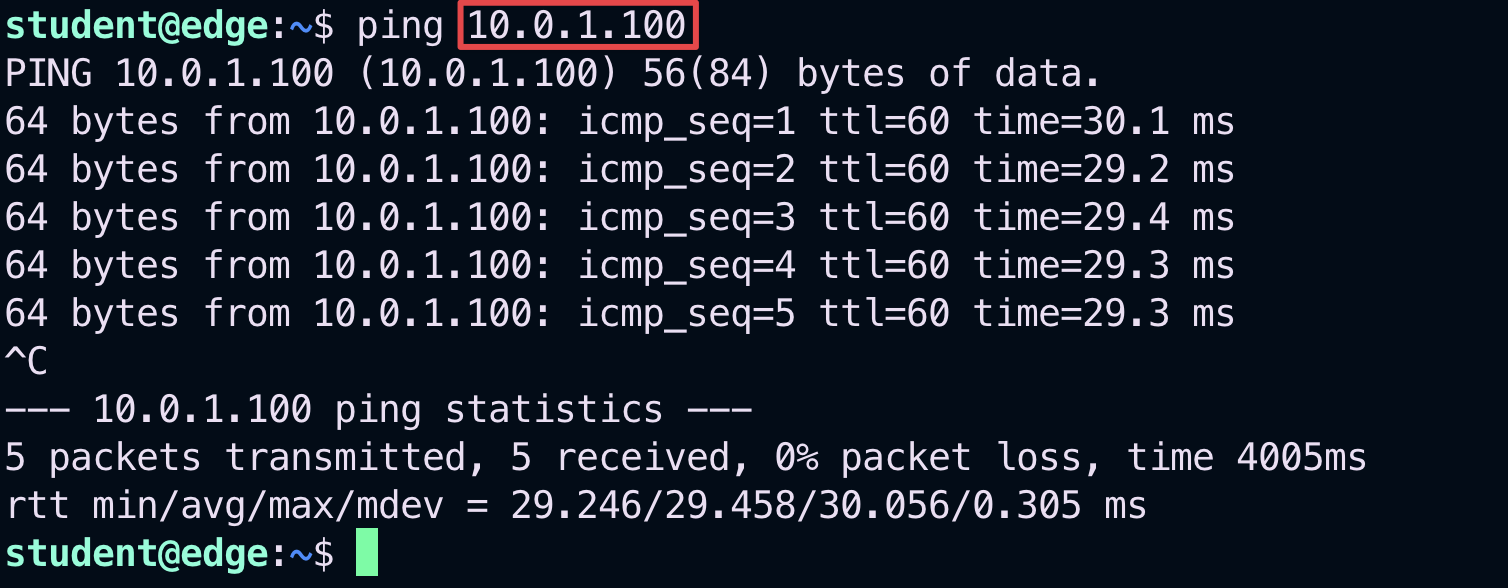 student@edge:~$ ping 10.0.1.100
PING 10.0.1.100 (10.0.1.100) 56(84) bytes of data.
64 bytes from 10.0.1.100: icmp_seq=1 ttl=60 time=30.1 ms
64 bytes from 10.0.1.100: icmp_seq=2 ttl=60 time=29.2 ms
64 bytes from 10.0.1.100: icmp_seq=3 ttl=60 time=29.4 ms
64 bytes from 10.0.1.100: icmp_seq=4 ttl=60 time=29.3 ms
64 bytes from 10.0.1.100: icmp_seq=5 ttl=60 time=29.3 ms
^C
--- 10.0.1.100 ping statistics ---
5 packets transmitted, 5 received, 0% packet loss, time 4005ms
rtt min/avg/max/mdev = 29.246/29.458/30.056/0.305 ms
student@edge:~$